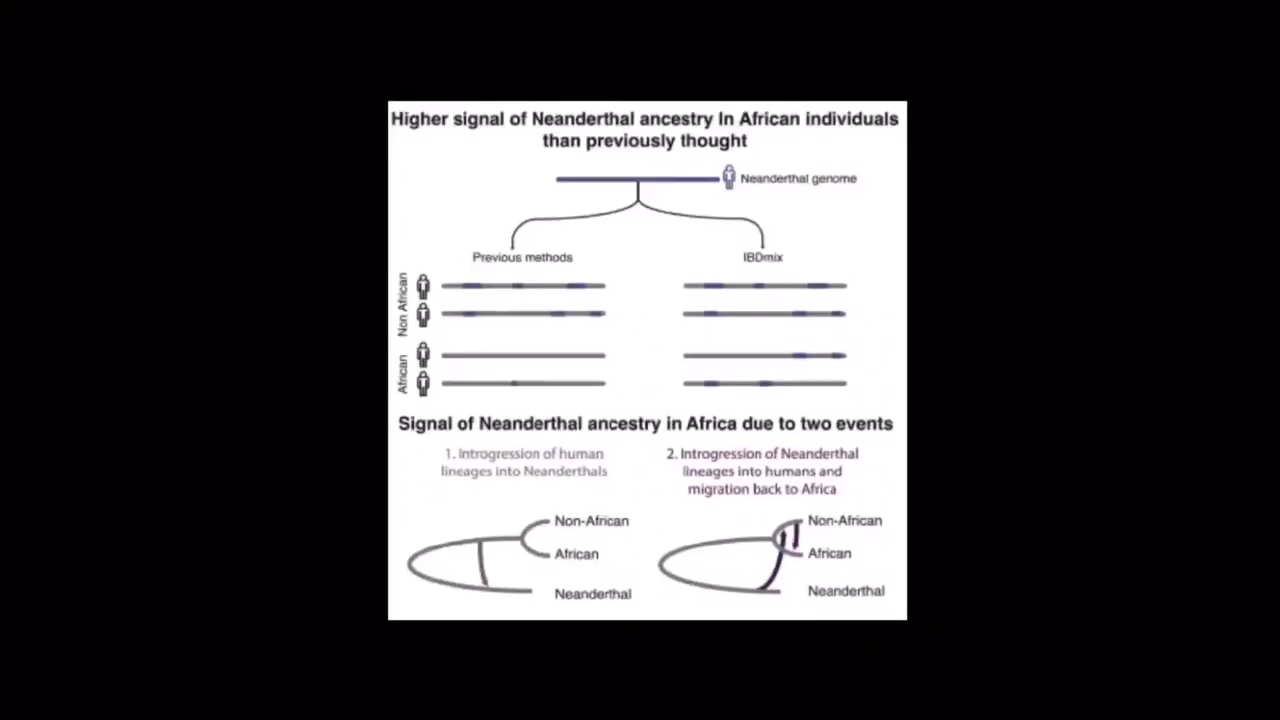 Higher signal of Neanderthal ancestry In African individuals
than previously thought
Neanderthal genome
Previous methods
IBDmix
Non African
African
Signal of Neanderthal ancestry in Africa due to two events
1. Introgression of human
lineages into Neanderthals
2. Introgression of Neanderthal
lineages into humans and
migration back to Africa
Non-African
African
Neanderthal
Non-African
African
Neanderthal